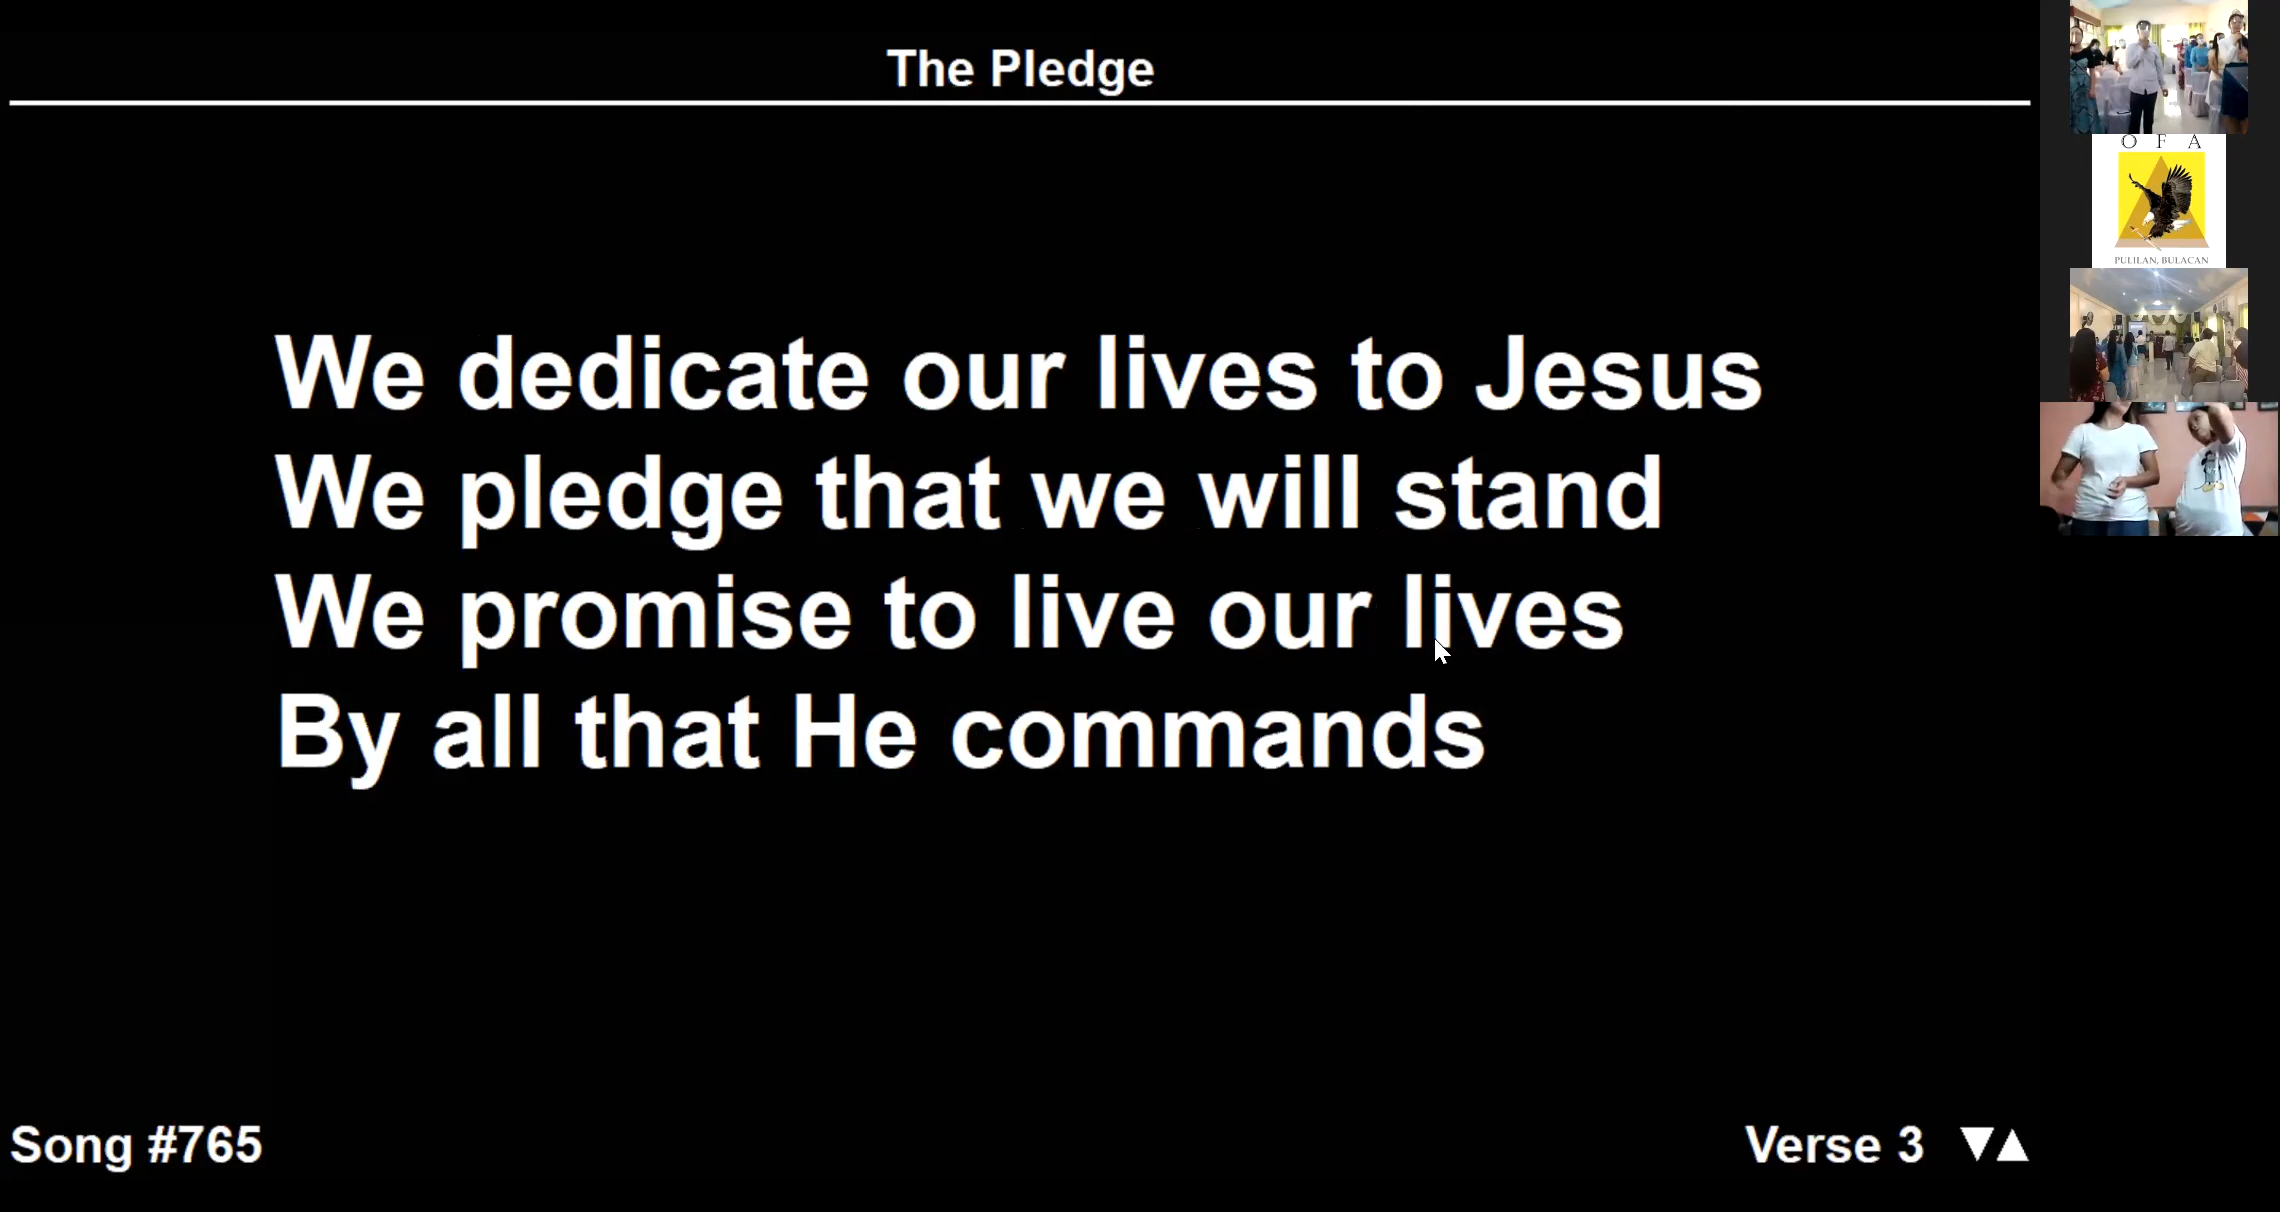 The Pledge
We dedicate our lives to Jesus
We pledge that we will stand
We promise to live our lives
By all that He commands
Song #765
Verse 3 ▼▲
O F A
PULILAN, BULACAN